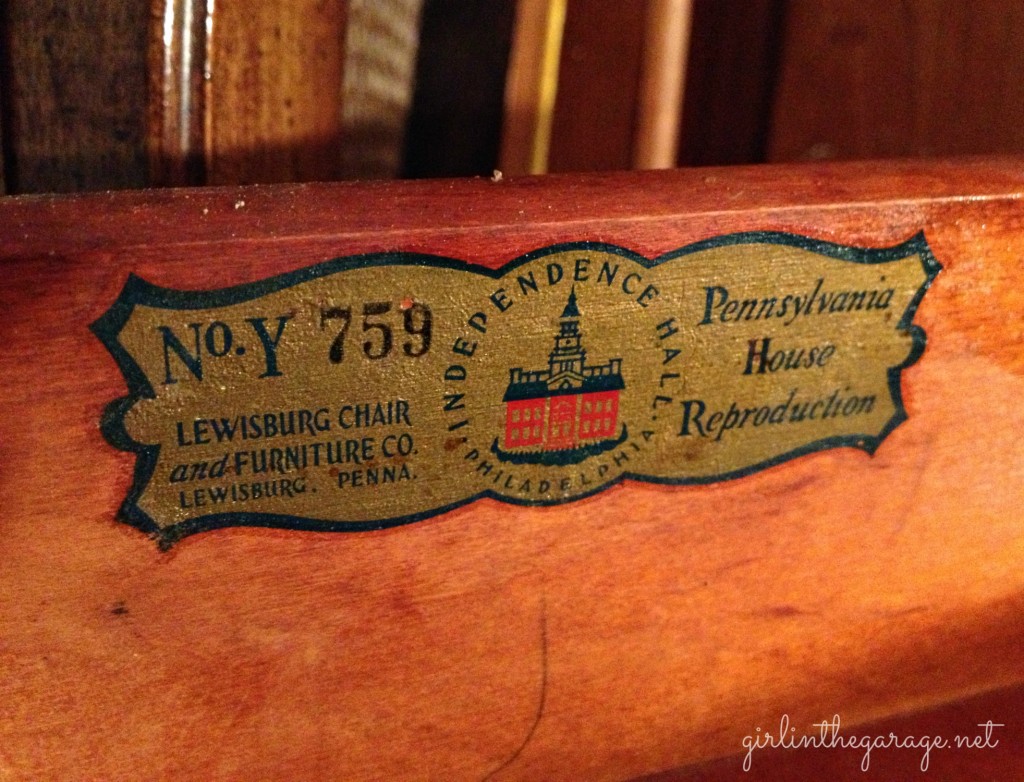 No. Y 759
LEWISBURG CHAIR
and FURNITURE CO.
LEWISBURG, PENNA.
·INDEPENDENCE HALL·
PHILADELPHIA
Pennsylvania
House
Reproduction
girlinthegarage.net